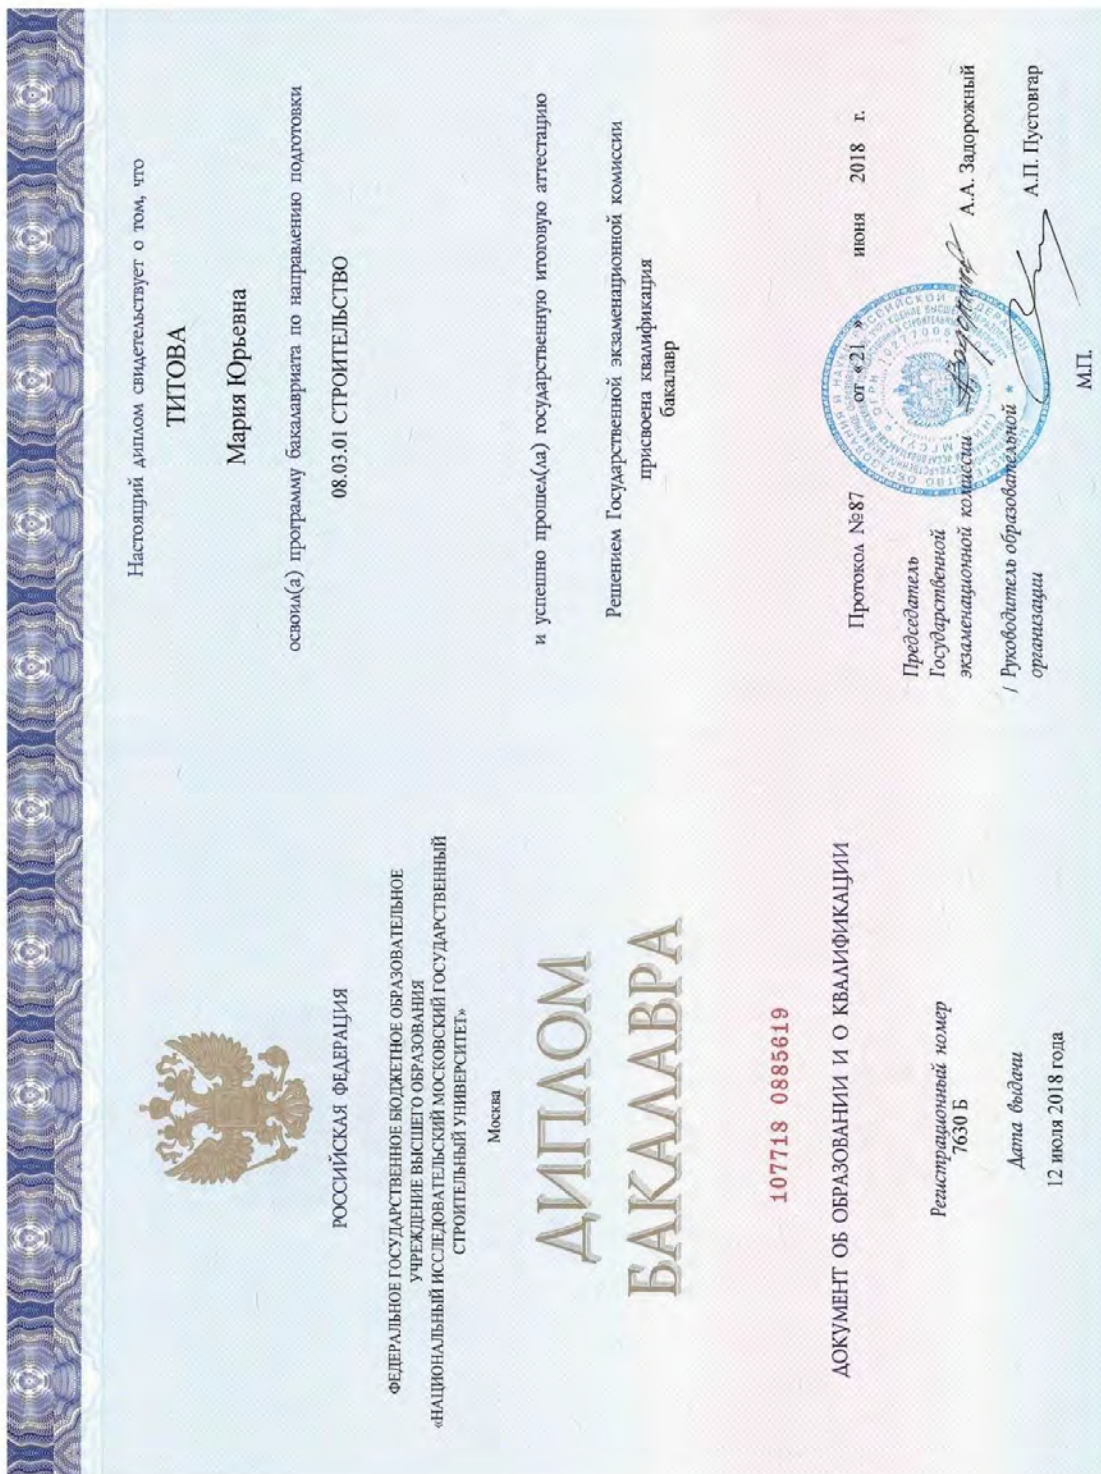 РОССИЙСКАЯ ФЕДЕРАЦИЯ
ФЕДЕРАЛЬНОЕ ГОСУДАРСТВЕННОЕ БЮДЖЕТНОЕ ОБРАЗОВАТЕЛЬНОЕ
УЧРЕЖДЕНИЕ ВЫСШЕГО ОБРАЗОВАНИЯ
«НАЦИОНАЛЬНЫЙ ИССЛЕДОВАТЕЛЬСКИЙ МОСКОВСКИЙ ГОСУДАРСТВЕННЫЙ
СТРОИТЕЛЬНЫЙ УНИВЕРСИТЕТ»
Москва
ДИПЛОМ
БАКАЛАВРА
107718 0885619
ДОКУМЕНТ ОБ ОБРАЗОВАНИИ И О КВАЛИФИКАЦИИ
Регистрационный номер
7630 Б
Дата выдачи
12 июля 2018 года
Настоящий диплом свидетельствует о том, что
ТИТОВА
Мария Юрьевна
освоил(а) программу бакалавриата по направлению подготовки
08.03.01 СТРОИТЕЛЬСТВО
и успешно прошел(ла) государственную итоговую аттестацию
Решением Государственной экзаменационной комиссии
присвоена квалификация
бакалавр
Протокол №87 от «21 » июня 2018 г.
Председатель
Государственной
экзаменационной комиссии А.А. Задорожный
/ Руководитель образовательной А.П. Пустовгар
организации
М.П.